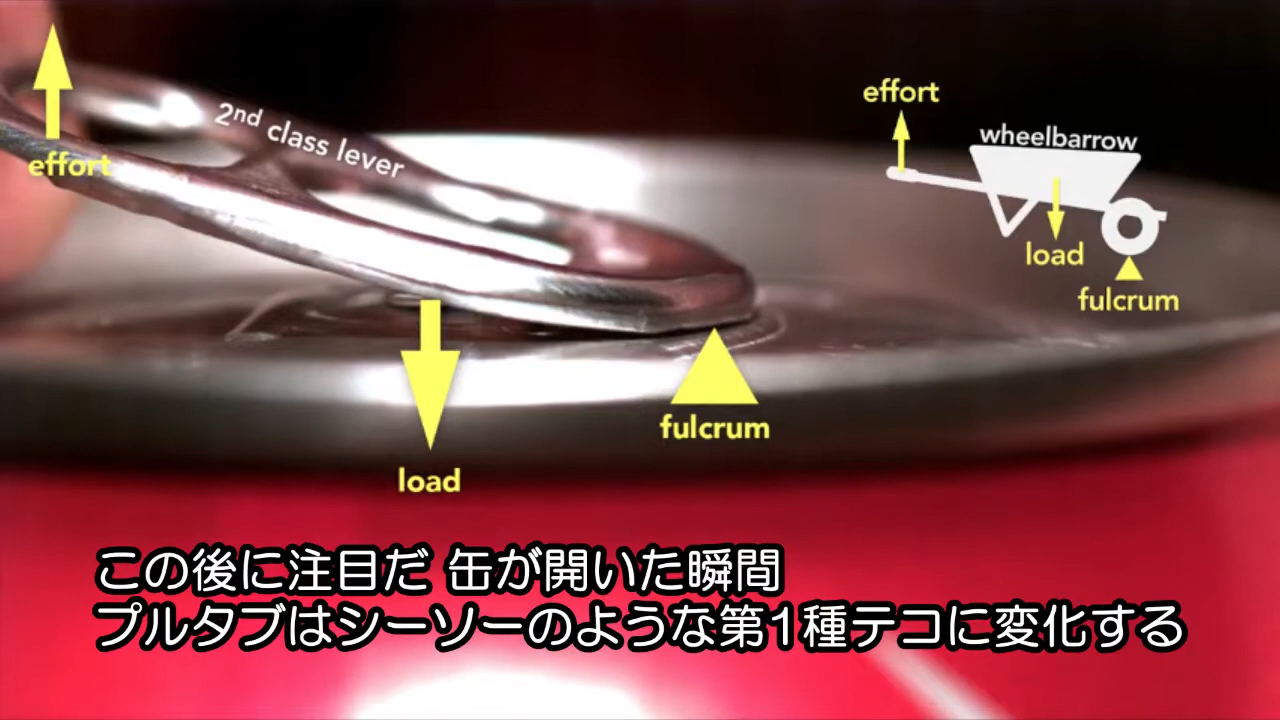 effort
2nd class lever
effort
wheelbarrow
load
fulcrum
effort
load
fulcrum
この後に注目だ 缶が開いた瞬間
プルタブはシーソーのような第1種テコに変化する